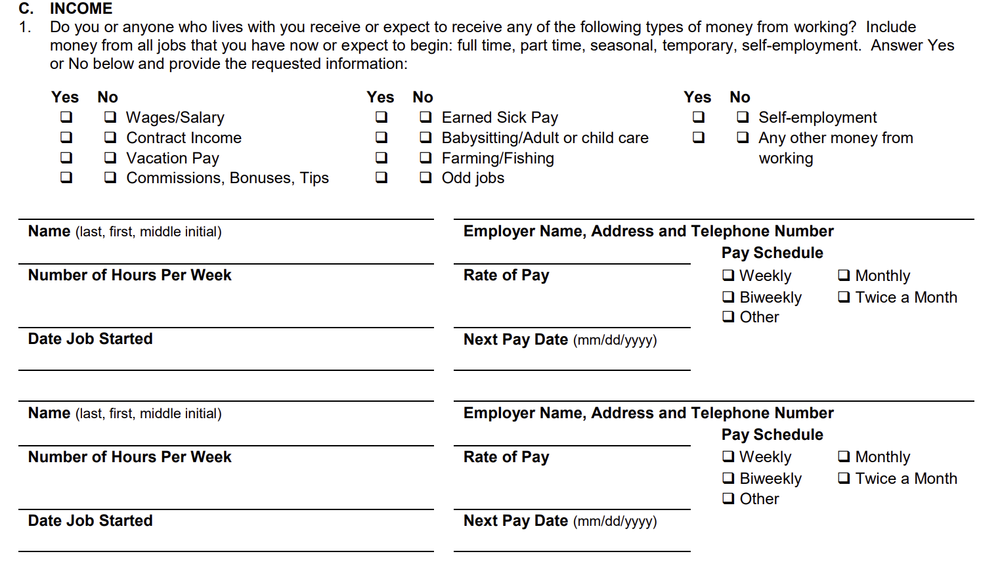 C. INCOME
1. Do you or anyone who lives with you receive or expect to receive any of the following types of money from working? Include
money from all jobs that you have now or expect to begin: full time, part time, seasonal, temporary, self-employment. Answer Yes
or No below and provide the requested information:
Yes No Yes No Yes No
❑ ❑ Wages/Salary ❑ ❑ Earned Sick Pay ❑ ❑ Self-employment
❑ ❑ Contract Income ❑ ❑ Babysitting/Adult or child care ❑ ❑ Any other money from
❑ ❑ Vacation Pay ❑ ❑ Farming/Fishing working
❑ ❑ Commissions, Bonuses, Tips ❑ ❑ Odd jobs
Name (last, first, middle initial) Employer Name, Address and Telephone Number
Pay Schedule
Number of Hours Per Week Rate of Pay ❑ Weekly ❑ Monthly
❑ Biweekly ❑ Twice a Month
❑ Other
Date Job Started Next Pay Date (mm/dd/yyyy)
Name (last, first, middle initial) Employer Name, Address and Telephone Number
Pay Schedule
Number of Hours Per Week Rate of Pay ❑ Weekly ❑ Monthly
❑ Biweekly ❑ Twice a Month
❑ Other
Date Job Started Next Pay Date (mm/dd/yyyy)